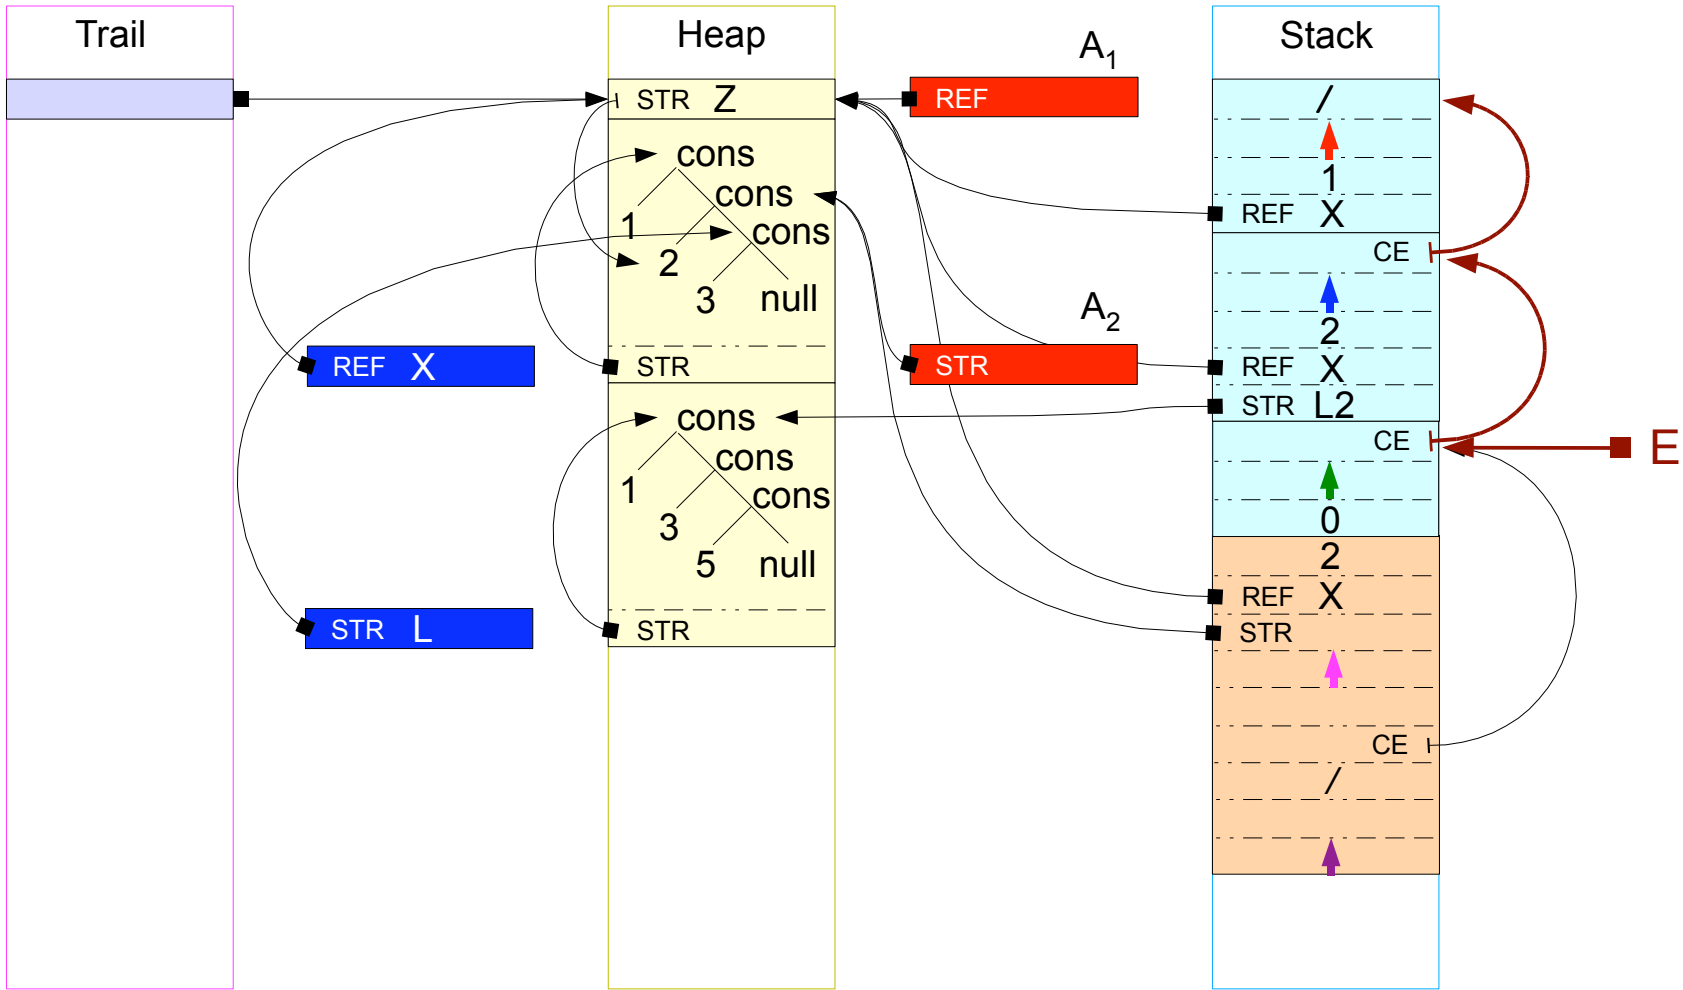 Trail
Heap
A1
Stack
STR Z
REF
/
cons
cons
1
cons
2
3
null
STR
1
REF X
CE
A2
2
REF X
STR L2
REF X
STR
cons
cons
1
cons
3
5
null
STR
CE
E
0
2
REF X
STR
CE
/
STR L